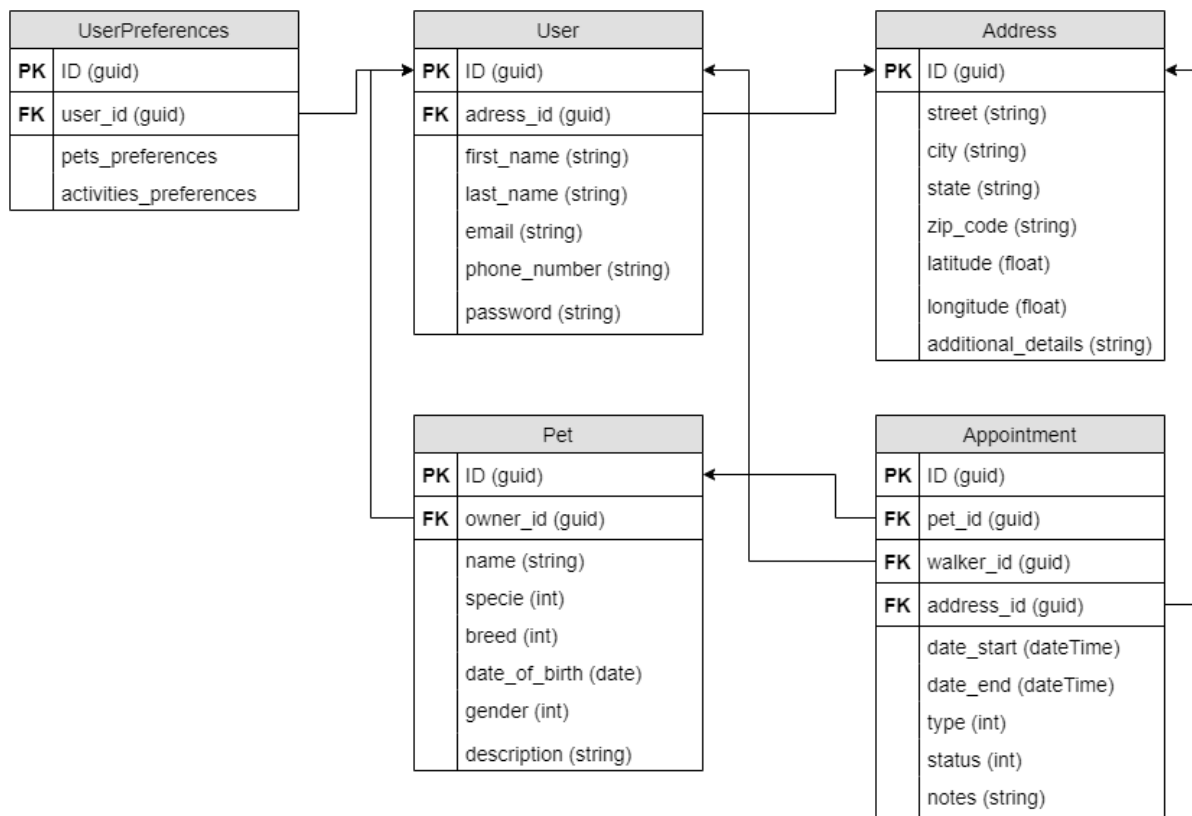 UserPreferences
PK ID (guid)
FK user_id (guid)
pets_preferences
activities_preferences
User
PK ID (guid)
FK adress_id (guid)
first_name (string)
last_name (string)
email (string)
phone_number (string)
password (string)
Address
PK ID (guid)
street (string)
city (string)
state (string)
zip_code (string)
latitude (float)
longitude (float)
additional_details (string)
Pet
PK ID (guid)
FK owner_id (guid)
name (string)
specie (int)
breed (int)
date_of_birth (date)
gender (int)
description (string)
Appointment
PK ID (guid)
FK pet_id (guid)
FK walker_id (guid)
FK address_id (guid)
date_start (dateTime)
date_end (dateTime)
type (int)
status (int)
notes (string)